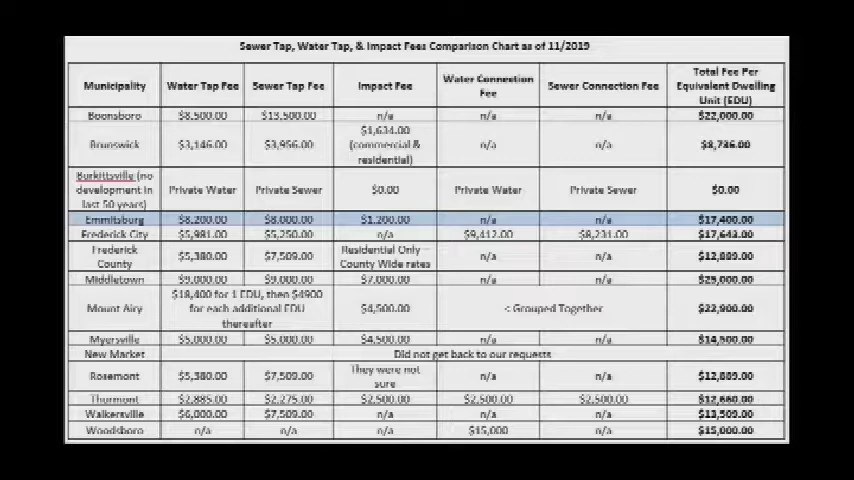 Sewer Tap, Water Tap, & Impact Fees Comparison Chart as of 11/2019
Municipality Water Tap Fee Sewer Tap Fee Impact Fee Water Connection Fee Sewer Connection Fee Total Fee Per Equivalent Dwelling Unit (EDU)
Boonsboro $8,500.00 $13,500.00 n/a n/a n/a $22,000.00
Brunswick $3,146.00 $3,956.00 $1,634.00 (commercial & residential) n/a n/a $8,736.00
Burkittsville (no development in last 50 years) Private Water Private Sewer $0.00 Private Water Private Sewer $0.00
Emmitsburg $8,200.00 $8,000.00 $1,200.00 n/a n/a $17,400.00
Frederick City $5,981.00 $5,250.00 n/a $9,412.00 $8,231.00 $17,643.00
Frederick County $5,380.00 $7,509.00 Residential Only – County Wide rates n/a n/a $12,889.00
Middletown $9,000.00 $9,000.00 $7,000.00 n/a n/a $25,000.00
Mount Airy $18,400 for 1 EDU, then $4900 for each additional EDU thereafter $4,500.00 < Grouped Together $22,900.00
Myersville $5,000.00 $5,000.00 $4,500.00 n/a n/a $14,500.00
New Market Did not get back to our requests
Rosemont $5,380.00 $7,509.00 They were not sure n/a n/a $12,889.00
Thurmont $2,885.00 $2,275.00 $2,500.00 $2,500.00 $2,500.00 $12,660.00
Walkersville $6,000.00 $7,509.00 n/a n/a n/a $13,509.00
Woodsboro n/a n/a n/a $15,000 n/a $15,000.00